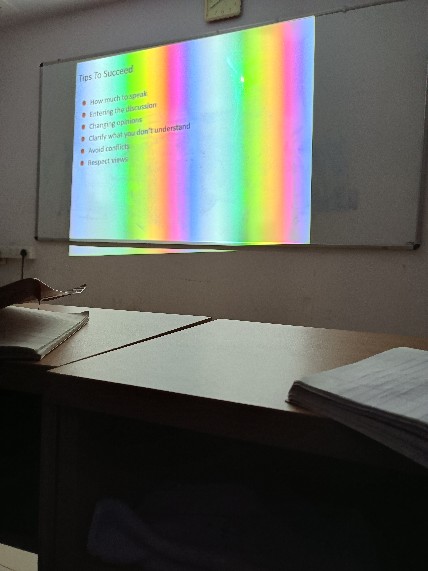 Tips To Succeed
How much to speak
Entering the discussion
Changing opinions
Clarify what you don't understand
Avoid conflicts
Respect views